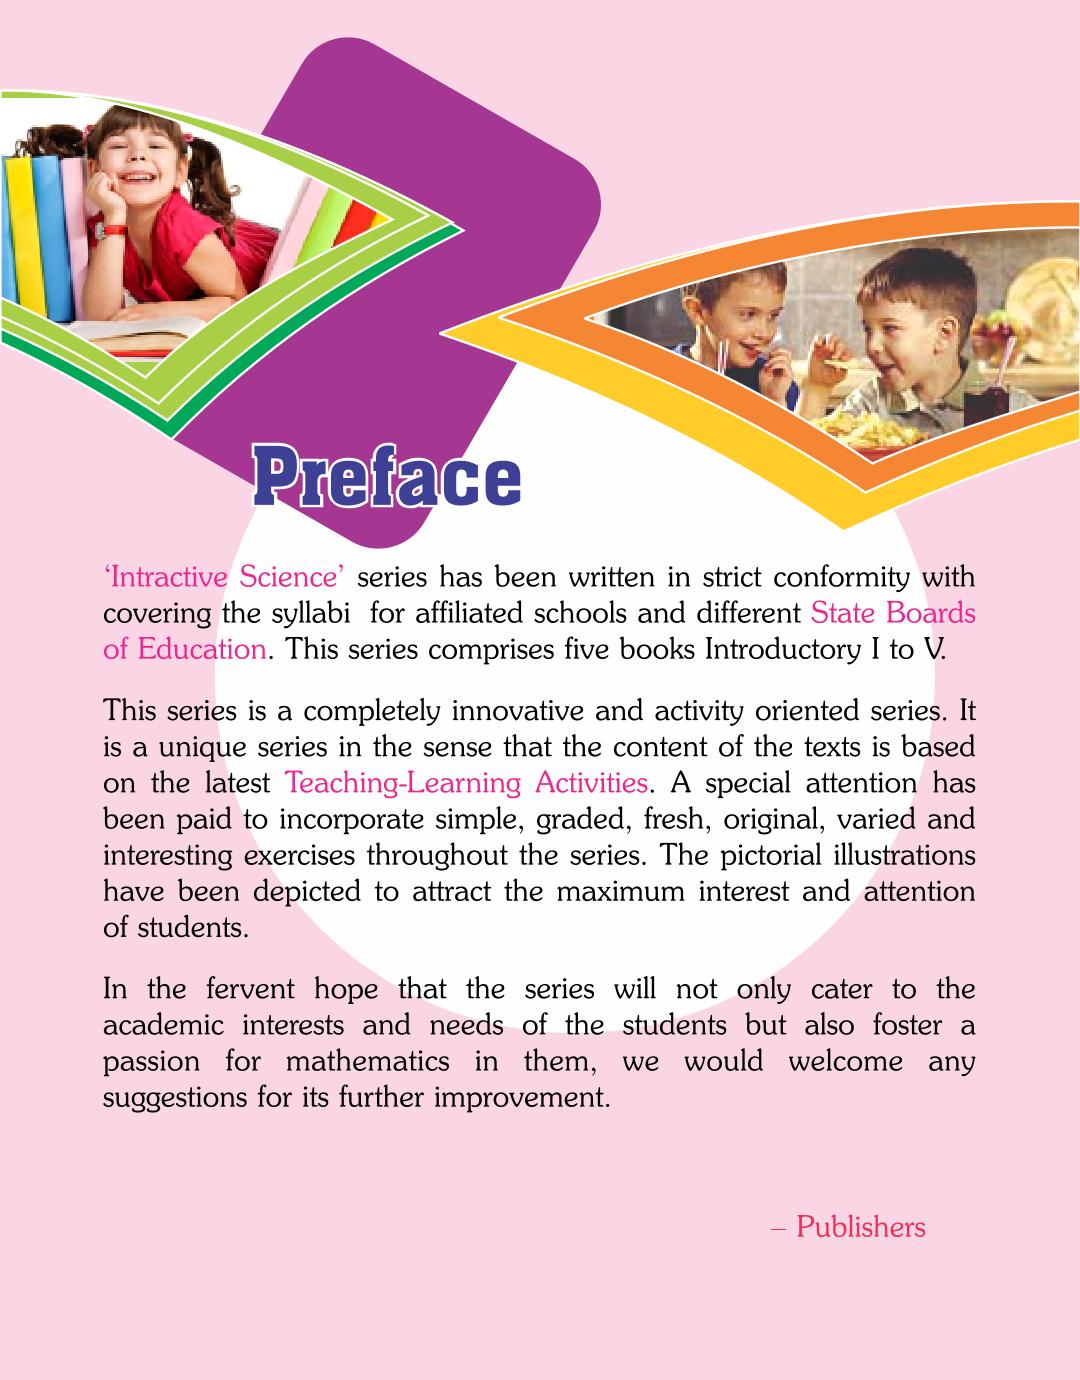 Preface
‘Intractive Science’ series has been written in strict conformity with
covering the syllabi for affiliated schools and different State Boards
of Education. This series comprises five books Introductory I to V.
This series is a completely innovative and activity oriented series. It
is a unique series in the sense that the content of the texts is based
on the latest Teaching-Learning Activities. A special attention has
been paid to incorporate simple, graded, fresh, original, varied and
interesting exercises throughout the series. The pictorial illustrations
have been depicted to attract the maximum interest and attention
of students.
In the fervent hope that the series will not only cater to the
academic interests and needs of the students but also foster a
passion for mathematics in them, we would welcome any
suggestions for its further improvement.
– Publishers